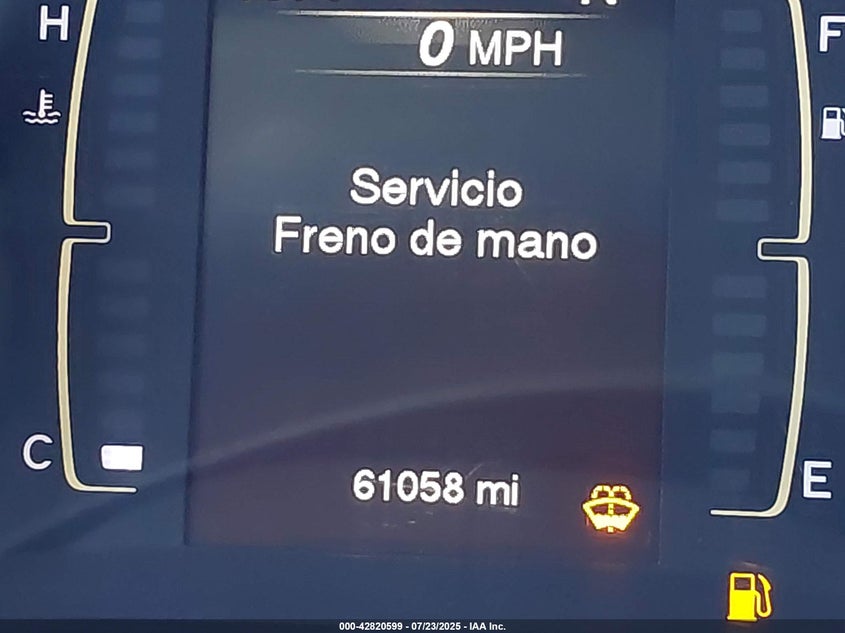 H
F
0 MPH
Servicio
Freno de mano
C
E
61058 mi
000-42820599 - 07/23/2025 - IAA Inc.